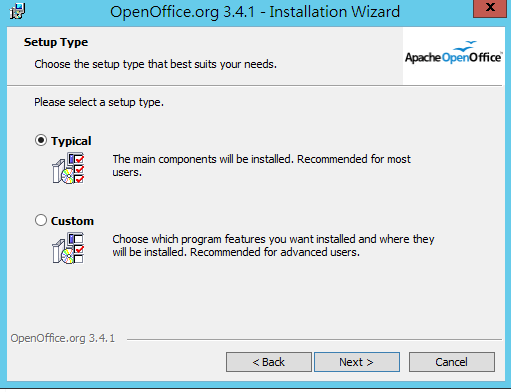 OpenOffice.org 3.4.1 - Installation Wizard
x
Setup Type
Choose the setup type that best suits your needs.
Apache OpenOffice™
Please select a setup type.
Typical
The main components will be installed. Recommended for most
users.
Custom
Choose which program features you want installed and where they
will be installed. Recommended for advanced users.
OpenOffice.org 3.4.1
< Back
Next >
Cancel